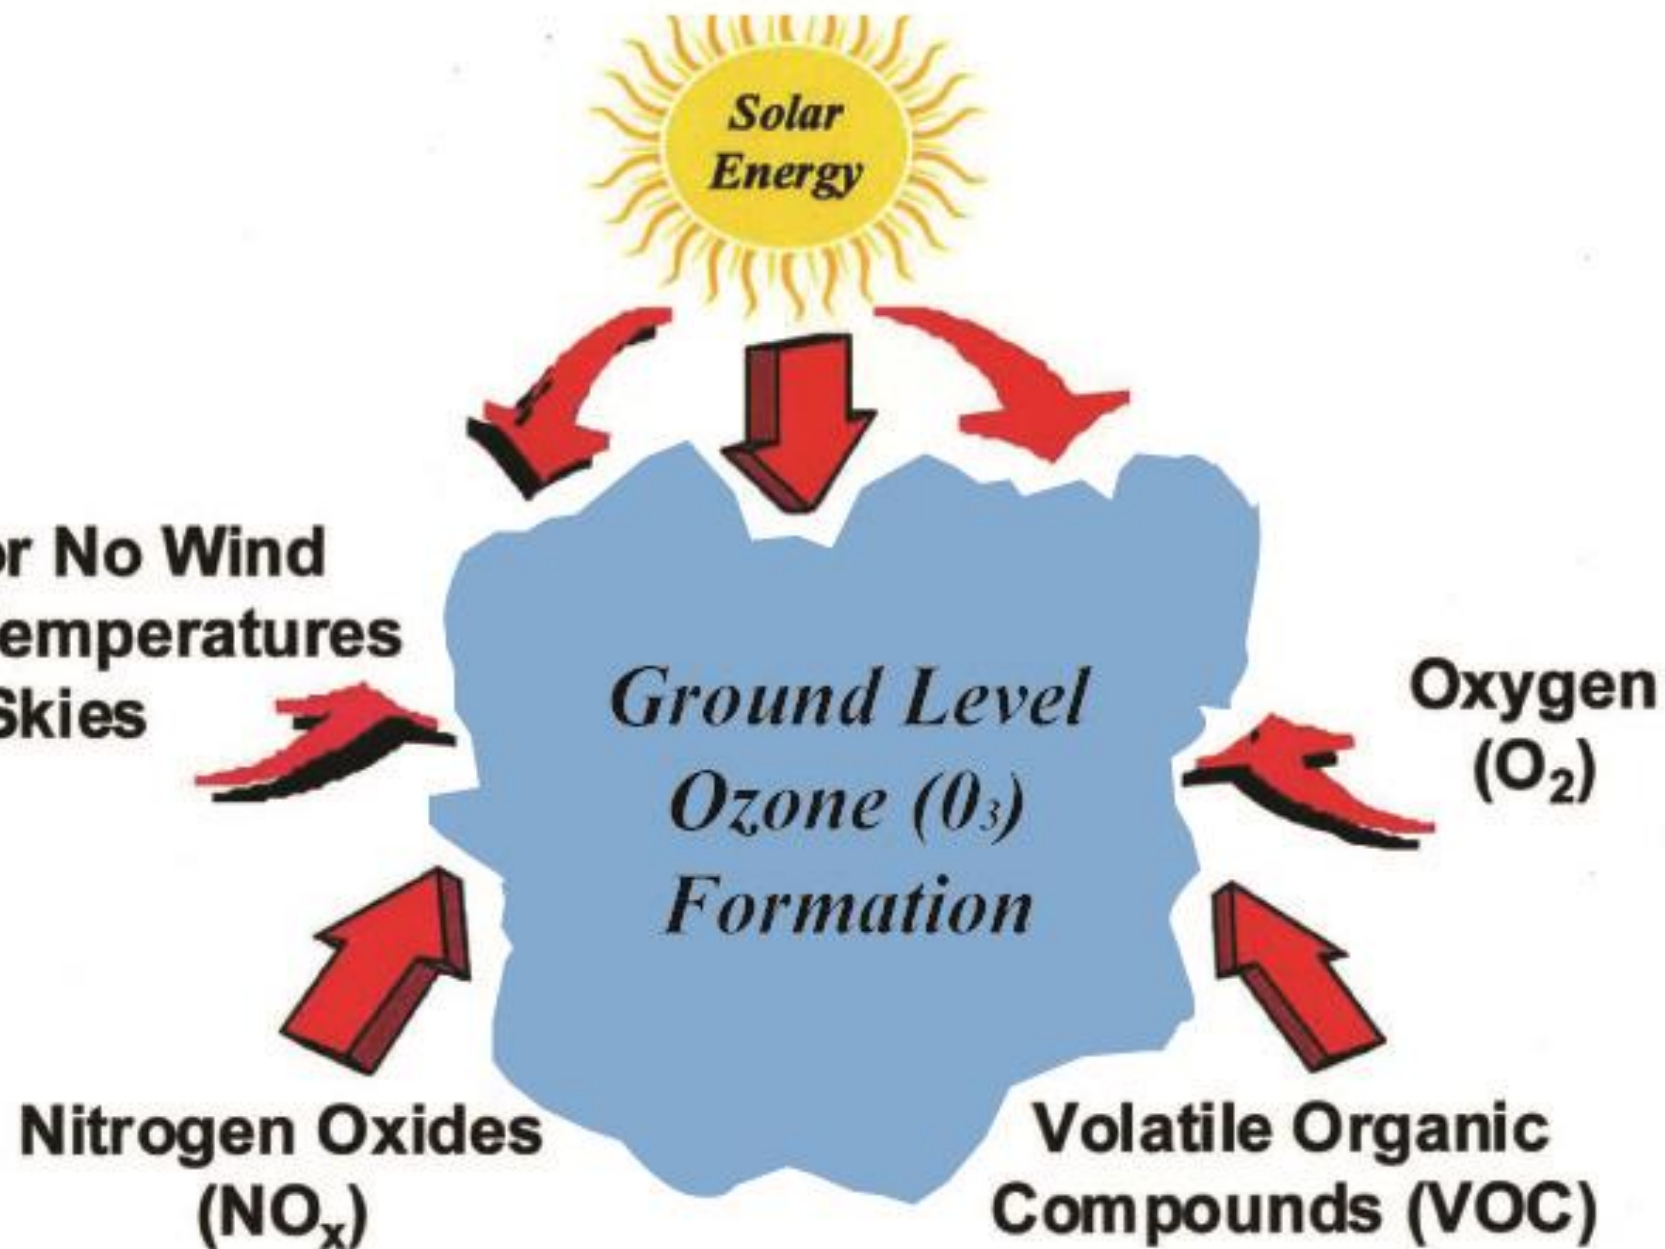 Solar
Energy
or No Wind
emperatures
Skies
Ground Level
Ozone (0₃)
Formation
Oxygen
(O₂)
Nitrogen Oxides
(NOₓ)
Volatile Organic
Compounds (VOC)